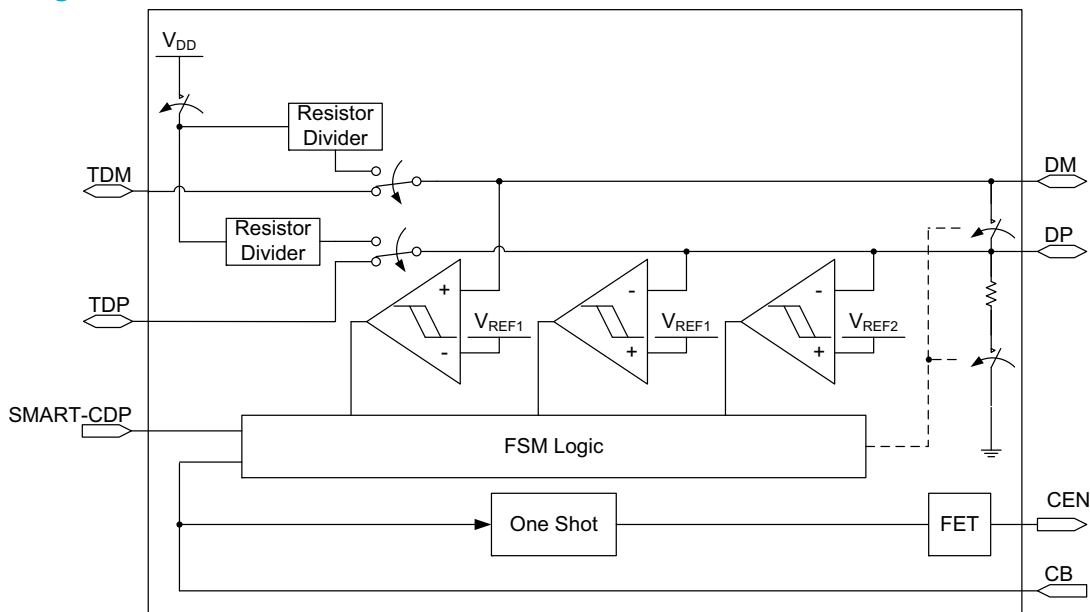 VDD
Resistor
Divider
TDM
DM
Resistor
Divider
DP
TDP
+
-
VREF1
-
+
VREF1
-
+
VREF2
SMART-CDP
FSM Logic
One Shot
FET
CEN
CB